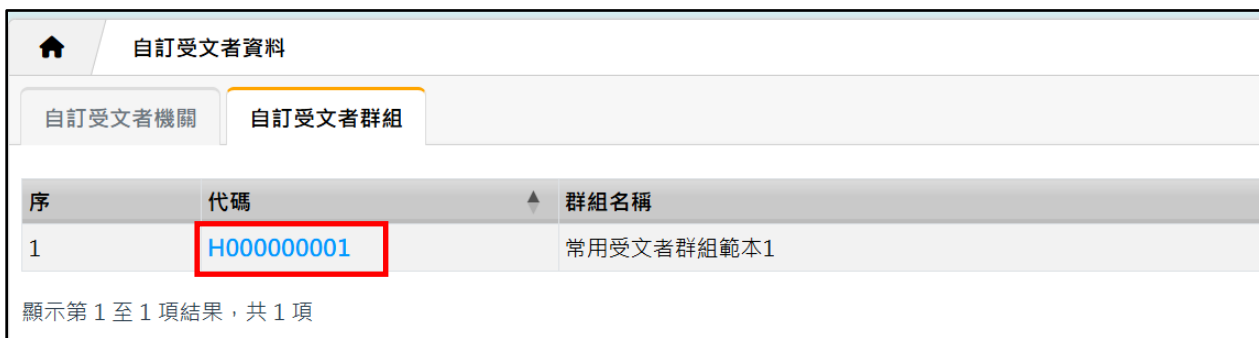 自訂受文者資料
自訂受文者機關 自訂受文者群組
序 代碼 群組名稱
1 H000000001 常用受文者群組範本1
顯示第 1 至 1 項結果，共 1 項